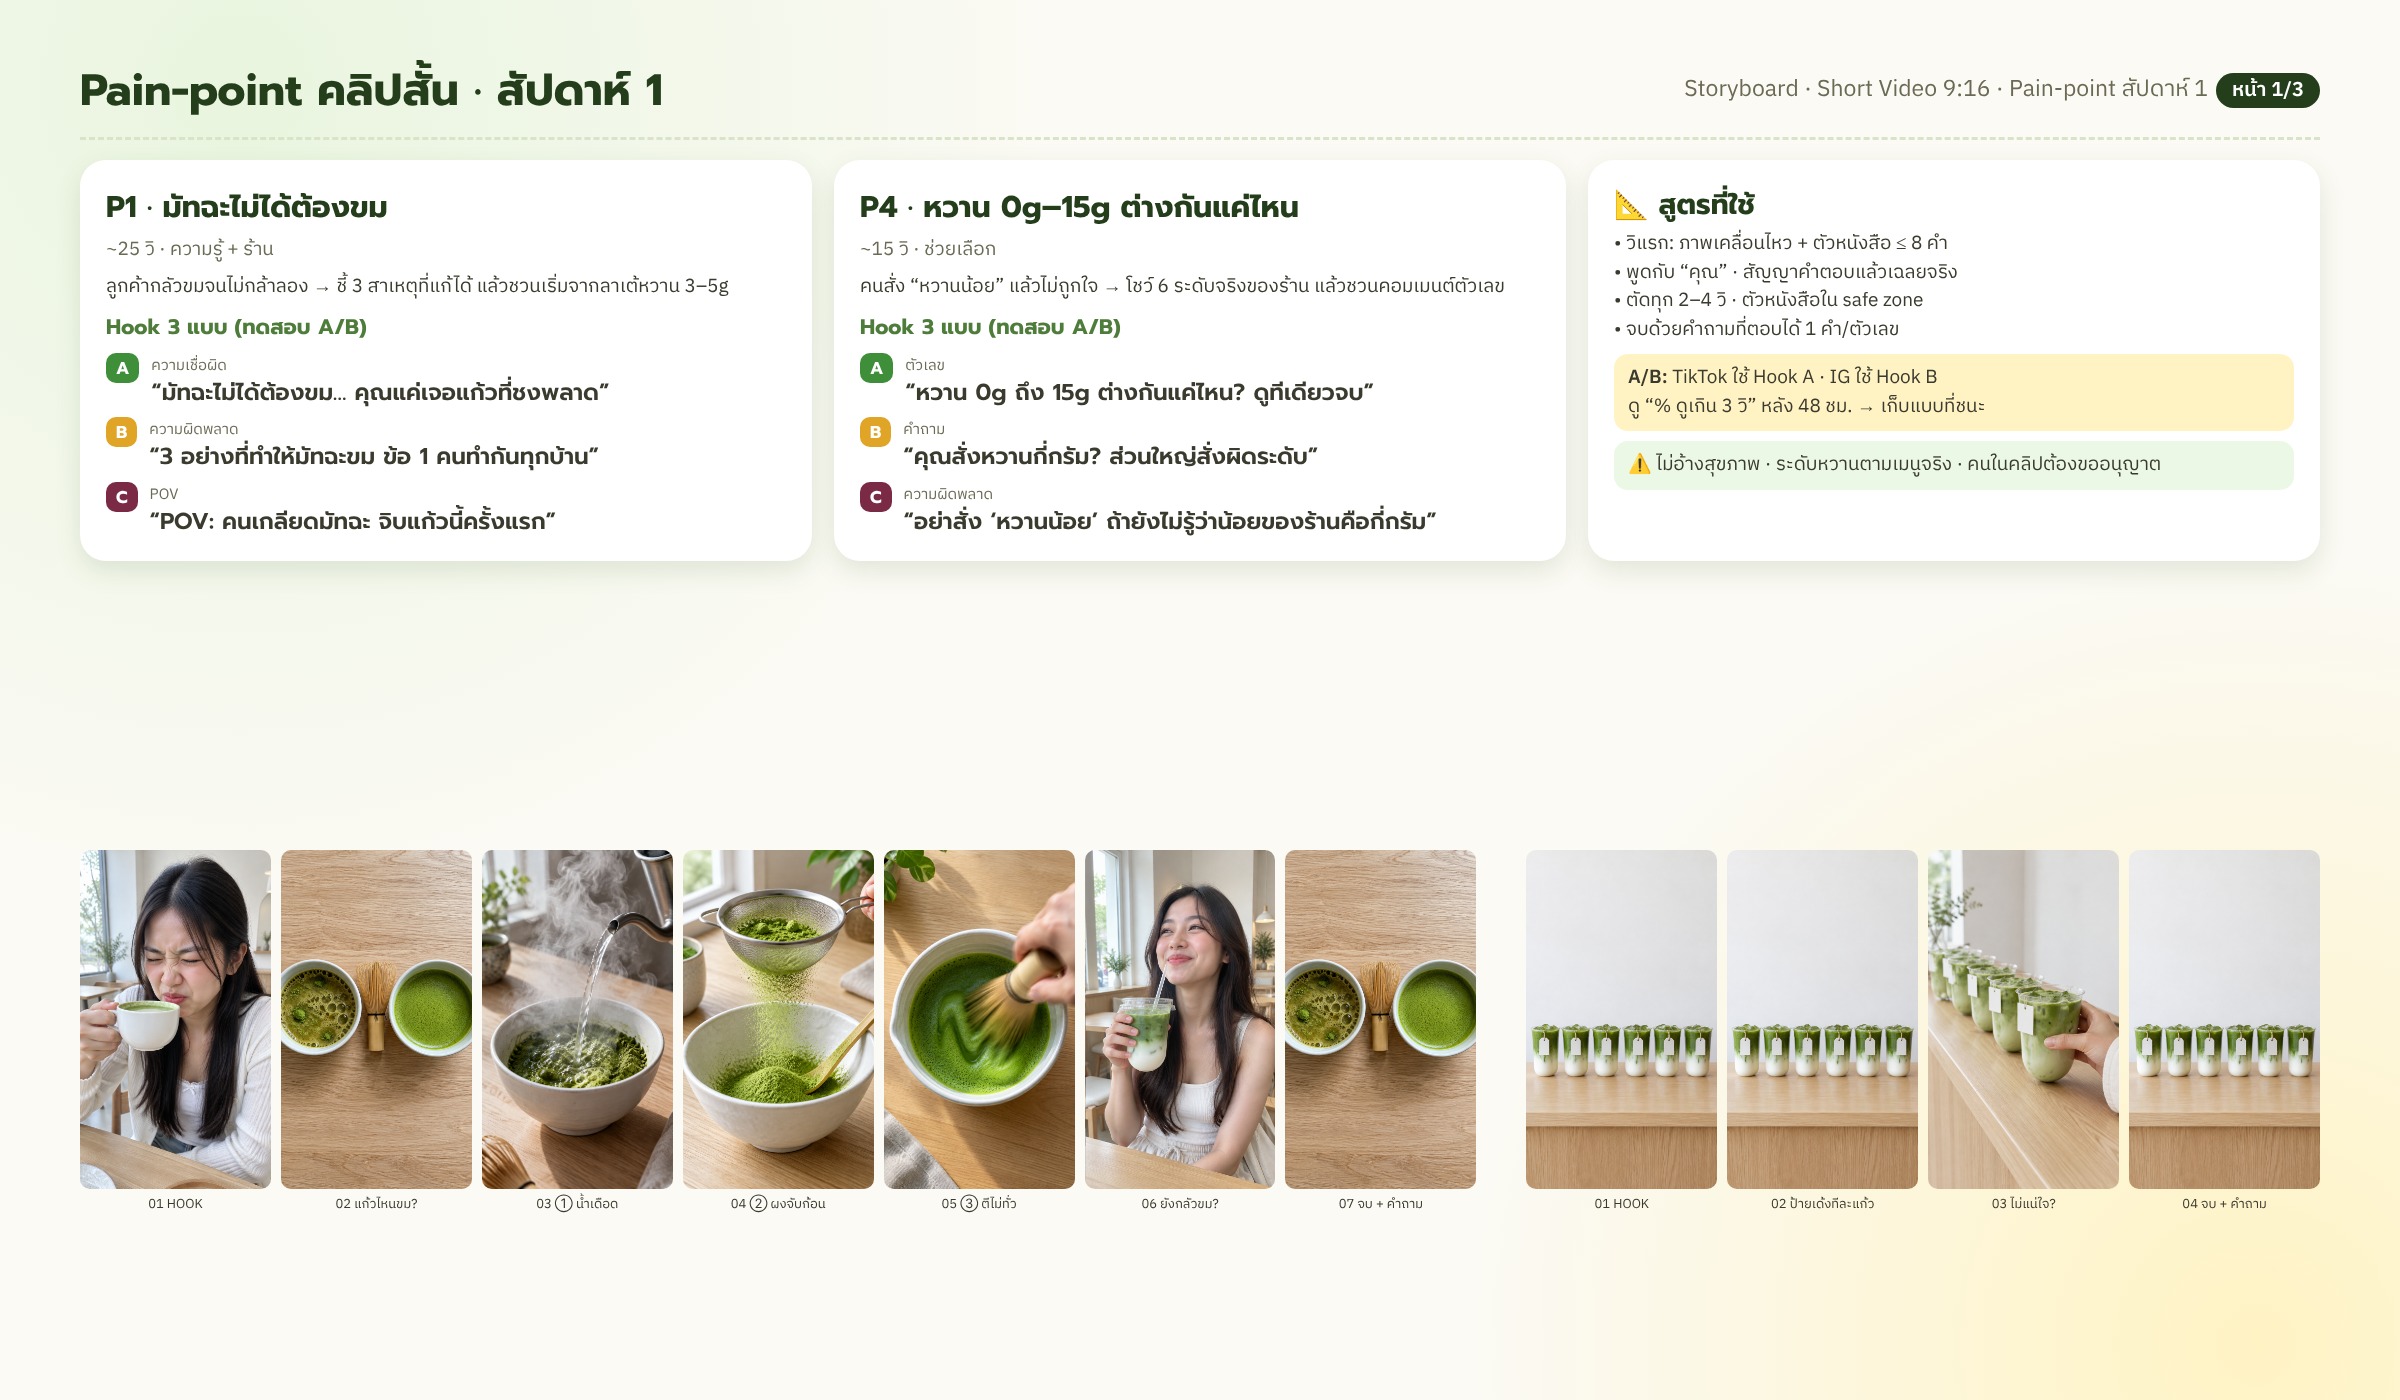 Pain-point คลิปสั้น · สัปดาห์ 1
Storyboard · Short Video 9:16 · Pain-point สัปดาห์ 1 หน้า 1/3
P1 · มัทฉะไม่ได้ต้องขม
~25 วิ · ความรู้ + ร้าน
ลูกค้ากลัวขมจนไม่กล้าลอง → ชี้ 3 สาเหตุที่แก้ได้ แล้วชวนเริ่มจากลาเต้หวาน 3–5g
Hook 3 แบบ (ทดสอบ A/B)
A ความเชื่อผิด
“มัทฉะไม่ได้ต้องขม... คุณแค่เจอแก้วที่ชงพลาด”
B ความผิดพลาด
“3 อย่างที่ทำให้มัทฉะขม ข้อ 1 คนทำกันทุกบ้าน”
C POV
“POV: คนเกลียดมัทฉะ จิบแก้วนี้ครั้งแรก”
P4 · หวาน 0g–15g ต่างกันแค่ไหน
~15 วิ · ช่วยเลือก
คนสั่ง “หวานน้อย” แล้วไม่ถูกใจ → โชว์ 6 ระดับจริงของร้าน แล้วชวนคอมเมนต์ตัวเลข
Hook 3 แบบ (ทดสอบ A/B)
A ตัวเลข
“หวาน 0g ถึง 15g ต่างกันแค่ไหน? ดูทีเดียวจบ”
B คำถาม
“คุณสั่งหวานกี่กรัม? ส่วนใหญ่สั่งผิดระดับ”
C ความผิดพลาด
“อย่าสั่ง ‘หวานน้อย’ ถ้ายังไม่รู้ว่าน้อยของร้านคือกี่กรัม”
📐 สูตรที่ใช้
• วิแรก: ภาพเคลื่อนไหว + ตัวหนังสือ ≤ 8 คำ
• พูดกับ “คุณ” · สัญญาคำตอบแล้วเฉลยจริง
• ตัดทุก 2–4 วิ · ตัวหนังสือใน safe zone
• จบด้วยคำถามที่ตอบได้ 1 คำ/ตัวเลข
A/B: TikTok ใช้ Hook A · IG ใช้ Hook B
ดู “% ดูเกิน 3 วิ” หลัง 48 ชม. → เก็บแบบที่ชนะ
⚠️ ไม่อ้างสุขภาพ · ระดับหวานตามเมนูจริง · คนในคลิปต้องขออนุญาต
01 HOOK
02 แก้วไหนขม?
03 ① น้ำเดือด
04 ② ผงจับก้อน
05 ③ ตีไม่ทั่ว
06 ยังกลัวขม?
07 จบ + คำถาม
01 HOOK
02 ป้ายเด้งทีละแก้ว
03 ไม่แน่ใจ?
04 จบ + คำถาม